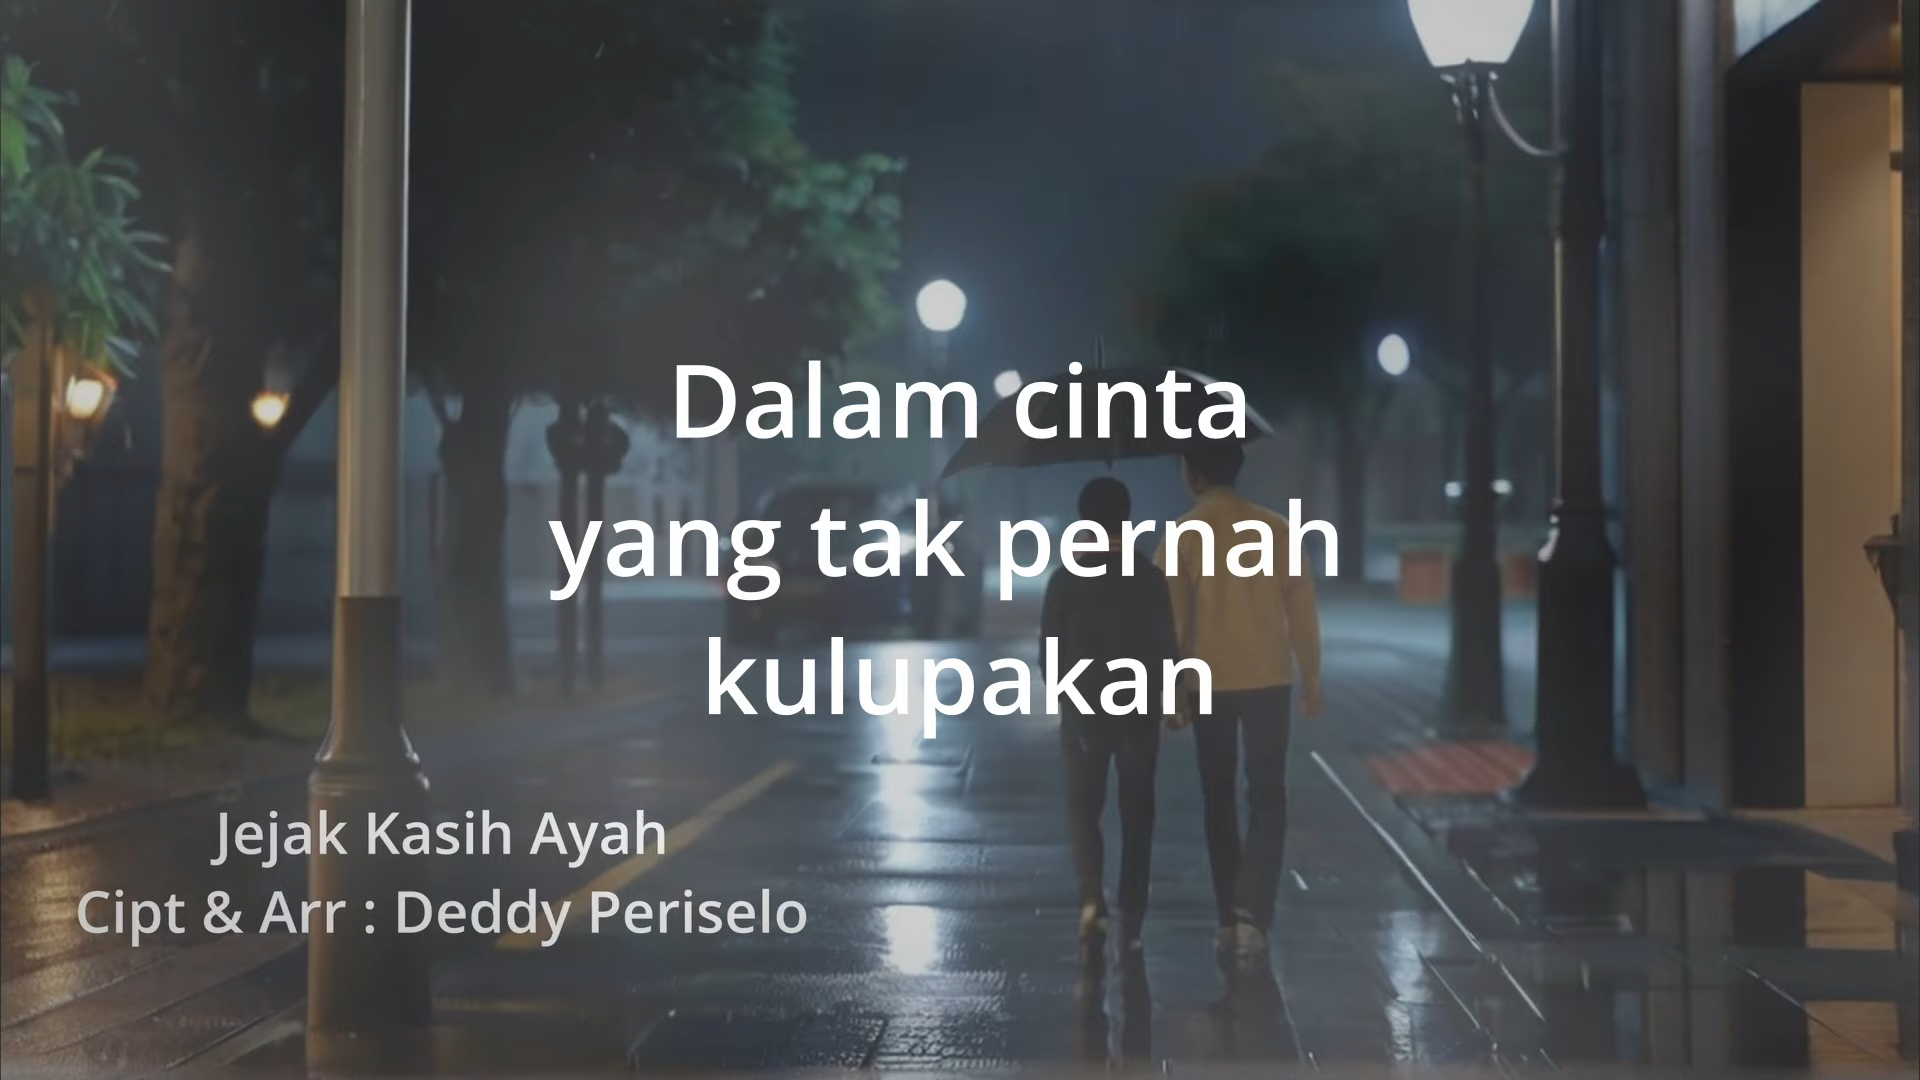 Dalam cinta
yang tak pernah
kulupakan
Jejak Kasih Ayah
Cipt & Arr : Deddy Periselo